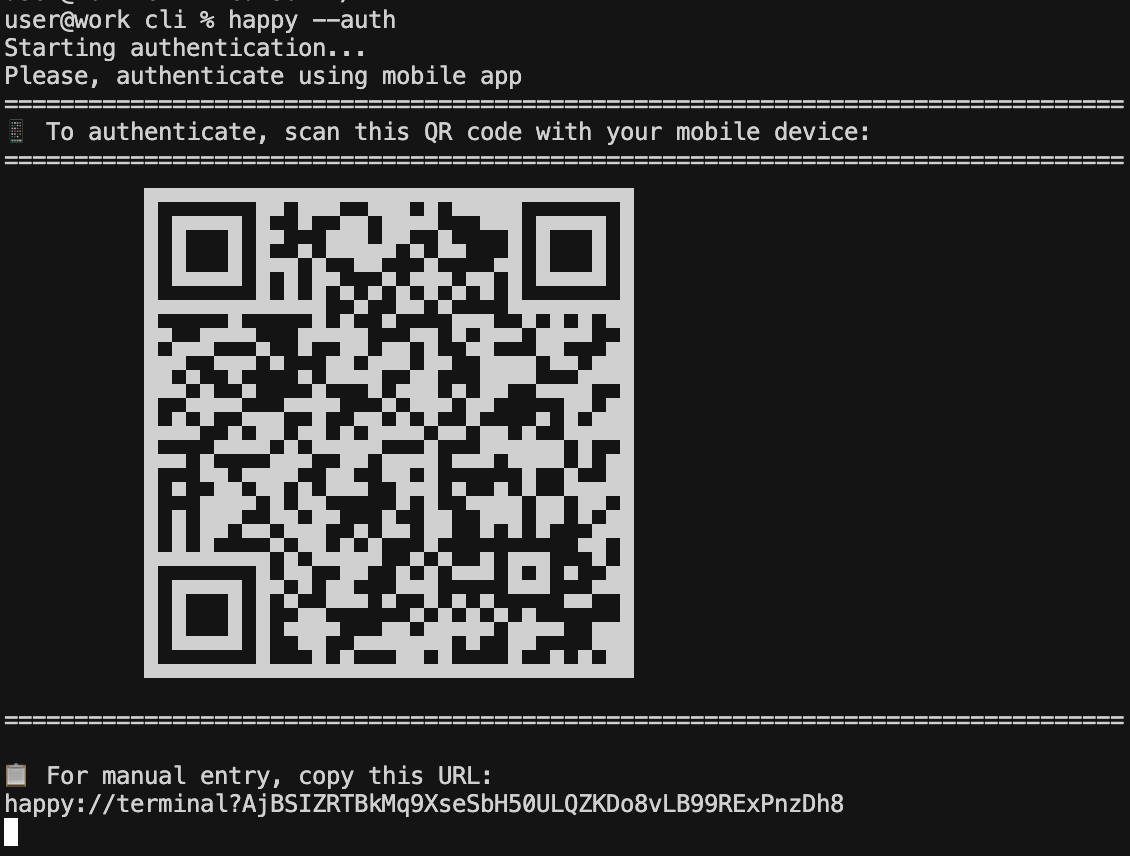 user@work cli % happy --auth
Starting authentication...
Please, authenticate using mobile app
================================================================================
📱 To authenticate, scan this QR code with your mobile device:
================================================================================
================================================================================
📋 For manual entry, copy this URL:
happy://terminal?AjBSIZRTBkMq9XseSbH50ULQZKDo8vLB99RExPnzDh8